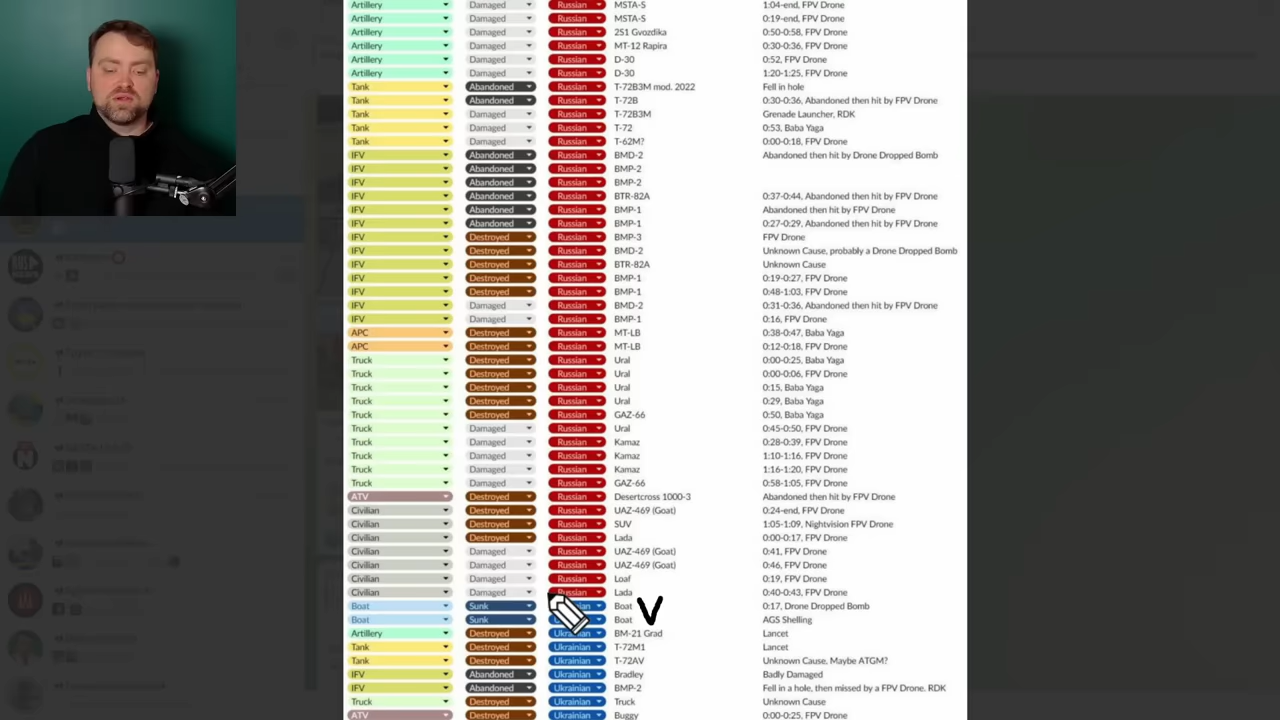 Artillery Damaged Russian MSTA-S 1:04-end, FPV Drone
Artillery Damaged Russian MSTA-S 0:19-end, FPV Drone
Artillery Damaged Russian 2S1 Gvozdika 0:50-0:58, FPV Drone
Artillery Damaged Russian MT-12 Rapira 0:30-0:36, FPV Drone
Artillery Damaged Russian D-30 0:52, FPV Drone
Artillery Damaged Russian D-30 1:20-1:25, FPV Drone
Tank Abandoned Russian T-72B3M mod. 2022 Fell in hole
Tank Abandoned Russian T-72B 0:30-0:36, Abandoned then hit by FPV Drone
Tank Damaged Russian T-72B3M Grenade Launcher, RDK
Tank Damaged Russian T-72 0:53, Baba Yaga
Tank Damaged Russian T-62M? 0:00-0:18, FPV Drone
IFV Abandoned Russian BMD-2 Abandoned then hit by Drone Dropped Bomb
IFV Abandoned Russian BMP-2
IFV Abandoned Russian BMP-2
IFV Abandoned Russian BTR-82A 0:37-0:44, Abandoned then hit by FPV Drone
IFV Abandoned Russian BMP-1 Abandoned then hit by FPV Drone
IFV Abandoned Russian BMP-1 0:27-0:29, Abandoned then hit by FPV Drone
IFV Destroyed Russian BMP-3 FPV Drone
IFV Destroyed Russian BMD-2 Unknown Cause, probably a Drone Dropped Bomb
IFV Destroyed Russian BTR-82A Unknown Cause
IFV Destroyed Russian BMP-1 0:19-0:27, FPV Drone
IFV Destroyed Russian BMP-1 0:48-1:03, FPV Drone
IFV Damaged Russian BMD-2 0:31-0:36, Abandoned then hit by FPV Drone
IFV Damaged Russian BMP-1 0:16, FPV Drone
APC Destroyed Russian MT-LB 0:38-0:47, Baba Yaga
APC Destroyed Russian MT-LB 0:12-0:18, FPV Drone
Truck Destroyed Russian Ural 0:00-0:25, Baba Yaga
Truck Destroyed Russian Ural 0:00-0:06, FPV Drone
Truck Destroyed Russian Ural 0:15, Baba Yaga
Truck Destroyed Russian Ural 0:29, Baba Yaga
Truck Destroyed Russian GAZ-66 0:50, Baba Yaga
Truck Damaged Russian Ural 0:45-0:50, FPV Drone
Truck Damaged Russian Kamaz 0:28-0:39, FPV Drone
Truck Damaged Russian Kamaz 1:10-1:16, FPV Drone
Truck Damaged Russian Kamaz 1:16-1:20, FPV Drone
Truck Damaged Russian GAZ-66 0:58-1:05, FPV Drone
ATV Destroyed Russian Desertcross 1000-3 Abandoned then hit by FPV Drone
Civilian Destroyed Russian UAZ-469 (Goat) 0:24-end, FPV Drone
Civilian Destroyed Russian SUV 1:05-1:09, Nightvision FPV Drone
Civilian Destroyed Russian Lada 0:00-0:17, FPV Drone
Civilian Damaged Russian UAZ-469 (Goat) 0:41, FPV Drone
Civilian Damaged Russian UAZ-469 (Goat) 0:46, FPV Drone
Civilian Damaged Russian Loaf 0:19, FPV Drone
Civilian Damaged Russian Lada 0:40-0:43, FPV Drone
Boat Sunk Boat V 0:17, Drone Dropped Bomb
Boat Sunk Boat AGS Shelling
Artillery Destroyed Ukrainian BM-21 Grad Lancet
Tank Destroyed Ukrainian T-72M1 Lancet
Tank Destroyed Ukrainian T-72AV Unknown Cause, Maybe ATGM?
IFV Abandoned Ukrainian Bradley Badly Damaged
IFV Abandoned Ukrainian BMP-2 Fell in a hole, then missed by a FPV Drone. RDK
Truck Destroyed Ukrainian Truck Unknown Cause
ATV Destroyed Ukrainian Buggy 0:00-0:25, FPV Drone